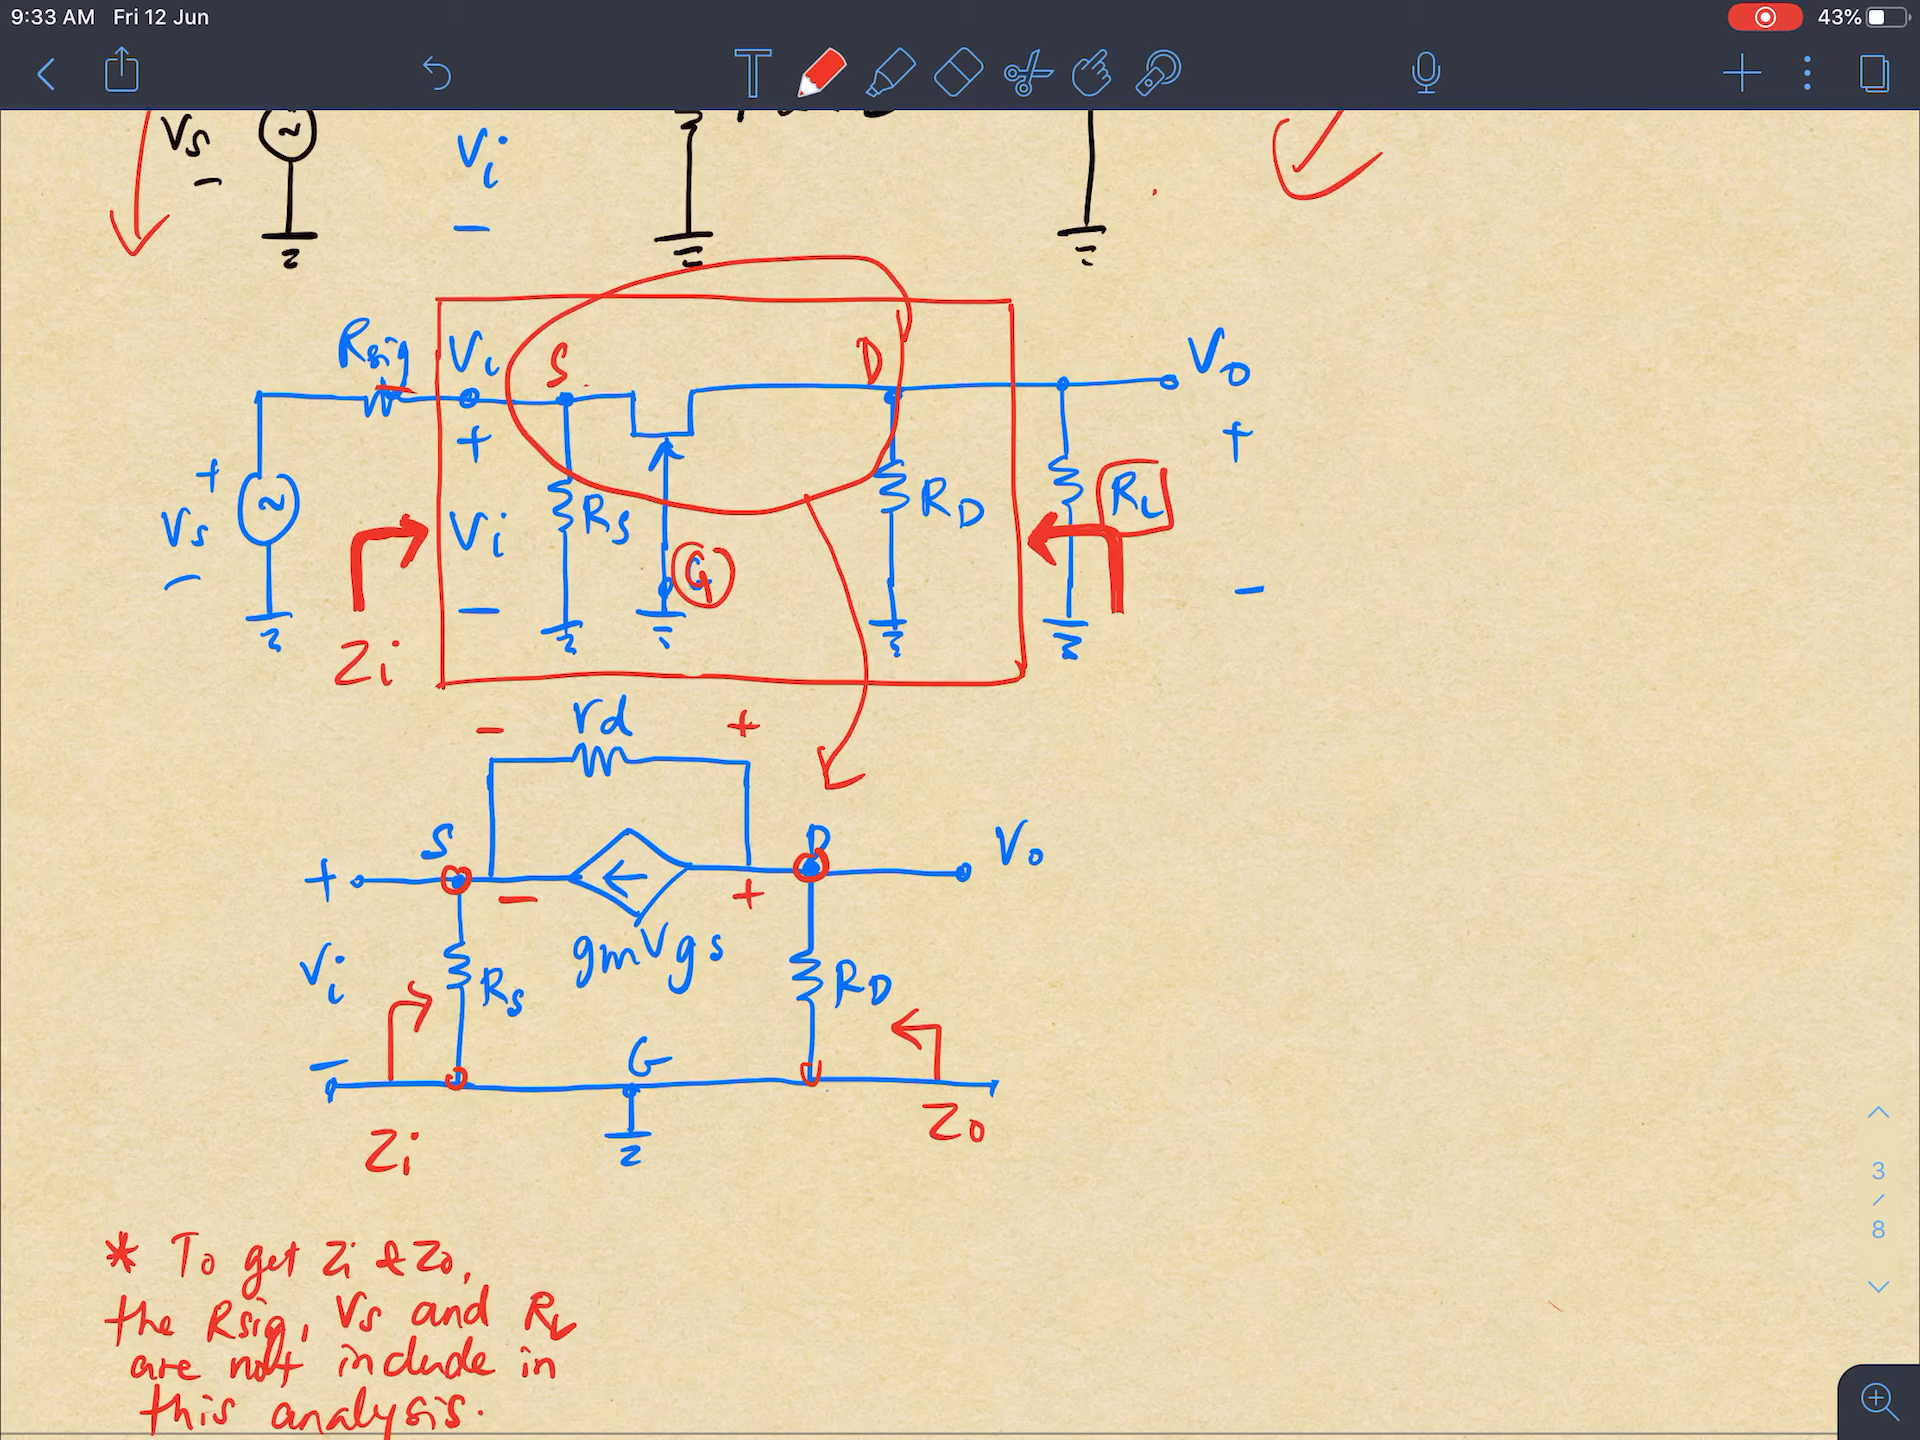 9:33 AM Fri 12 Jun
43%
T
Vs
-
Vi
-
Rsig
Vi
S
D
Vo
+
+
+
Vs
-
Vi
-
RS
G
RD
RL
-
Zi
rd
-
+
S
D
Vo
+
-
+
gmVgs
Vi
RS
RD
-
G
Zi
Zo
3
/
8
* To get Zi & Zo,
the Rsig, Vs and RL
are not include in
this analysis.